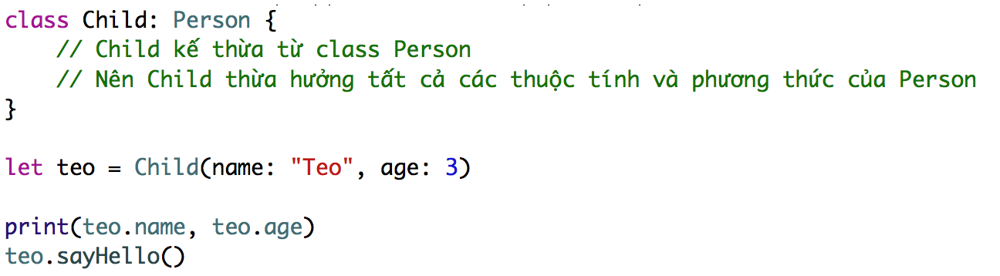 class Child: Person {
    // Child kế thừa từ class Person
    // Nên Child thừa hưởng tất cả các thuộc tính và phương thức của Person
}
let teo = Child(name: "Teo", age: 3)
print(teo.name, teo.age)
teo.sayHello()